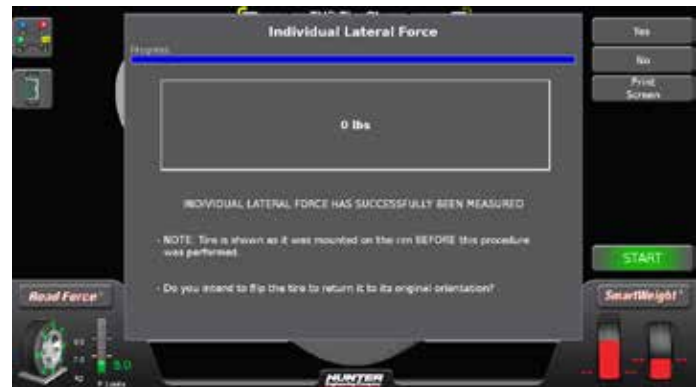 Individual Lateral Force
Progress
0 lbs
INDIVIDUAL LATERAL FORCE HAS SUCCESSFULLY BEEN MEASURED
- NOTE: Tire is shown as it was mounted on the rim BEFORE this procedure
was performed.
- Do you intend to flip the tire to return it to its original orientation?
Yes
No
Print
Screen
START
Road Force®
SmartWeight®
5.0
HUNTER